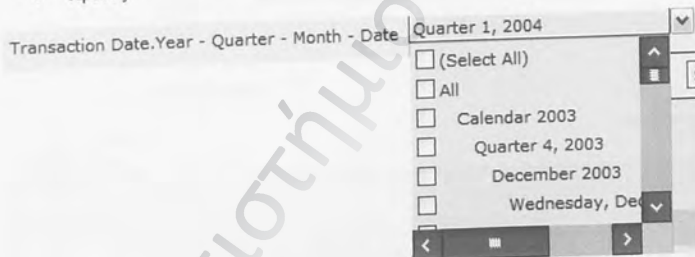 Transaction Date.Year - Quarter - Month - Date
Quarter 1, 2004
(Select All)
All
Calendar 2003
Quarter 4, 2003
December 2003
Wednesday, Dec